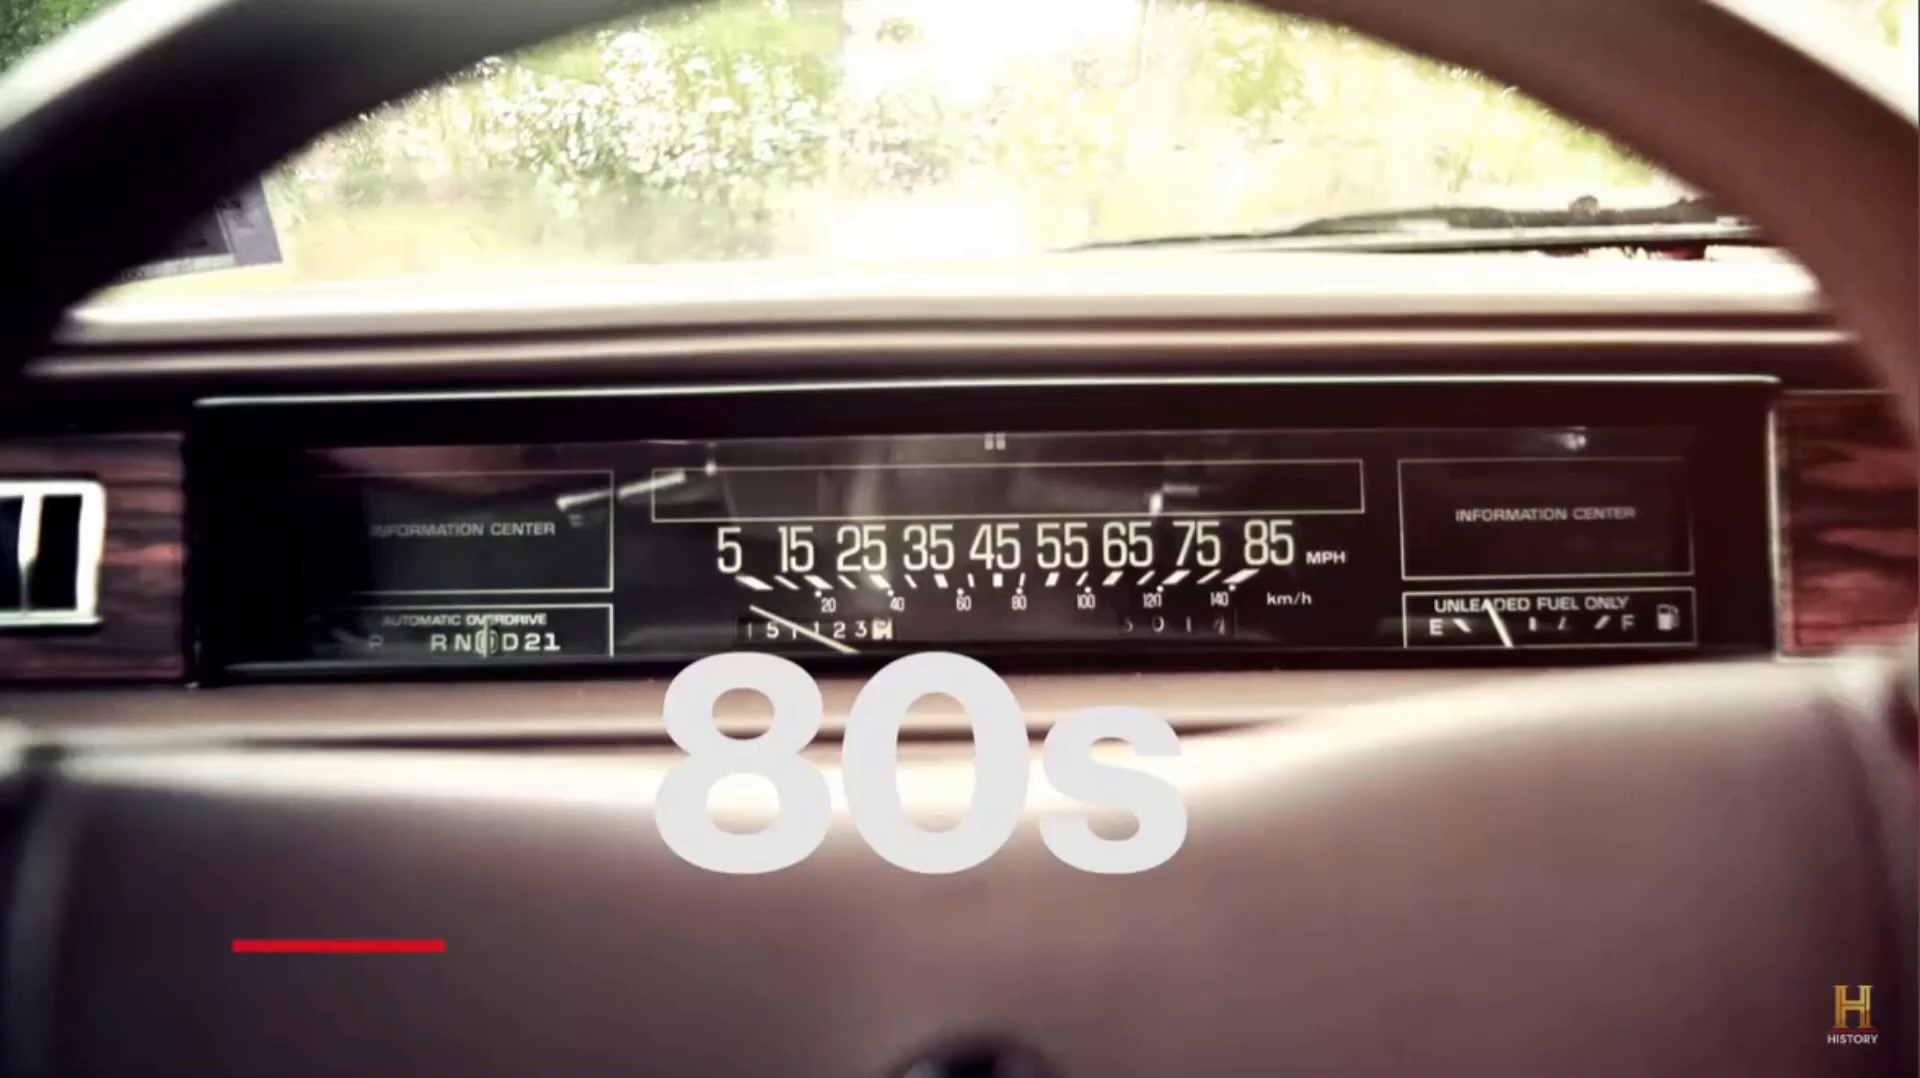 INFORMATION CENTER
AUTOMATIC OVERDRIVE
P RN D21
5 15 25 35 45 55 65 75 85 MPH
20 40 60 80 100 120 140 km/h
INFORMATION CENTER
UNLEADED FUEL ONLY
E F
80s
H
HISTORY